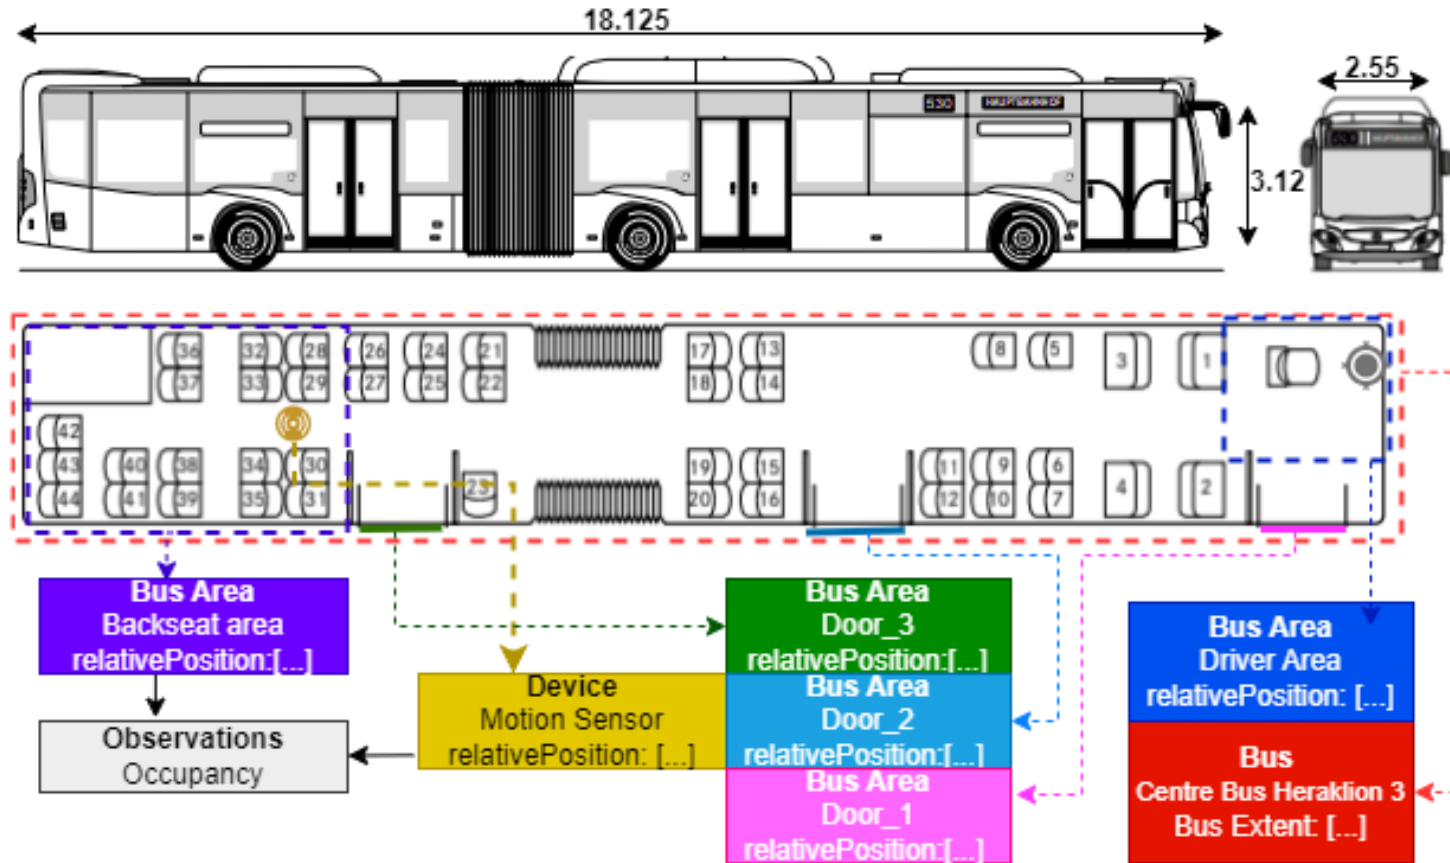 18.125
2.55
530 HAUPTBAHNHOF
530
3.12
36 32 28 26 24 21 17 13 8 5 3 1
37 33 29 27 25 22 18 14
42
43 40 38 34 30 23 19 15 11 9 6 4 2
44 41 39 35 31 20 16 12 10 7
Bus Area
Backseat area
relativePosition:[...]
Observations
Occupancy
Device
Motion Sensor
relativePosition: [...]
Bus Area
Door_3
relativePosition:[...]
Bus Area
Door_2
relativePosition:[...]
Bus Area
Door_1
relativePosition:[...]
Bus Area
Driver Area
relativePosition: [...]
Bus
Centre Bus Heraklion 3
Bus Extent: [...]